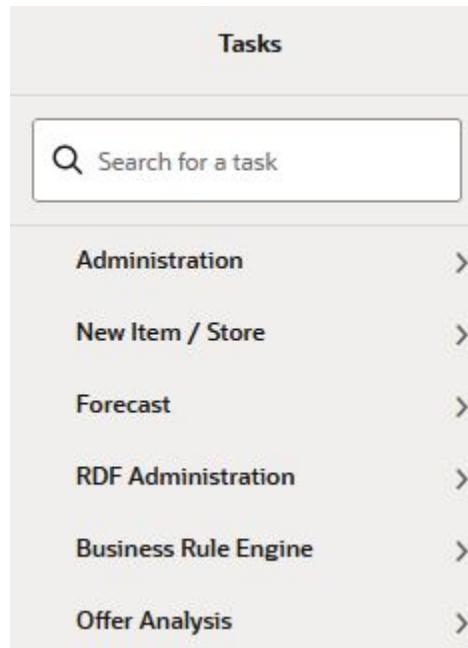 Tasks
Search for a task
Administration
New Item / Store
Forecast
RDF Administration
Business Rule Engine
Offer Analysis